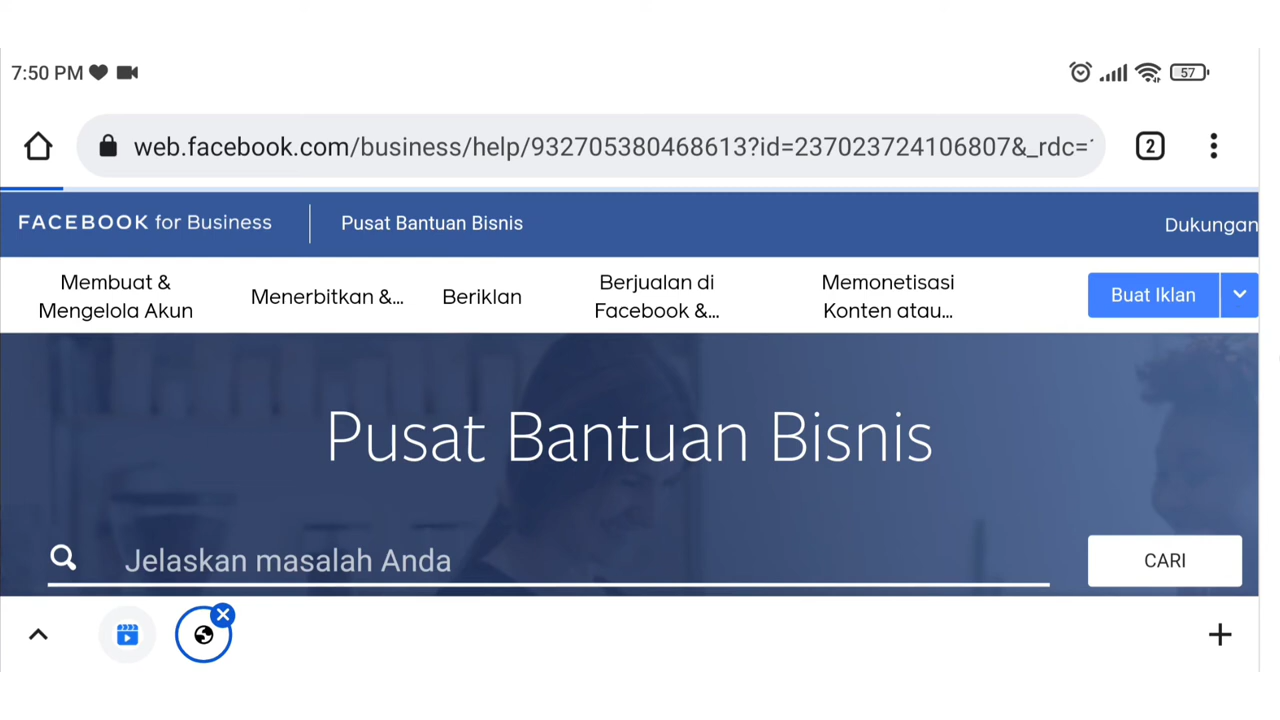 7:50 PM
57
web.facebook.com/business/help/932705380468613?id=237023724106807&_rdc=
2
FACEBOOK for Business
Pusat Bantuan Bisnis
Dukungan
Membuat &
Mengelola Akun
Menerbitkan &...
Beriklan
Berjualan di
Facebook &...
Memonetisasi
Konten atau...
Buat Iklan
Pusat Bantuan Bisnis
Jelaskan masalah Anda
CARI